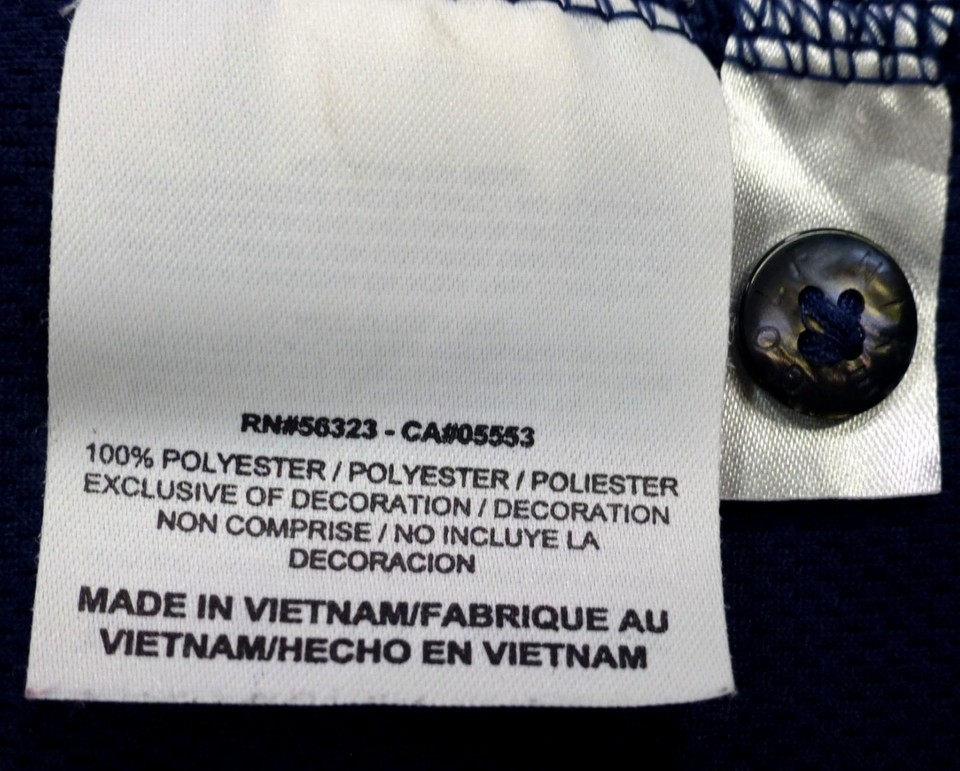 RN#56323 - CA#05553
100% POLYESTER / POLYESTER / POLIESTER
EXCLUSIVE OF DECORATION / DECORATION
NON COMPRISE / NO INCLUYE LA
DECORACION
MADE IN VIETNAM/FABRIQUE AU
VIETNAM/HECHO EN VIETNAM